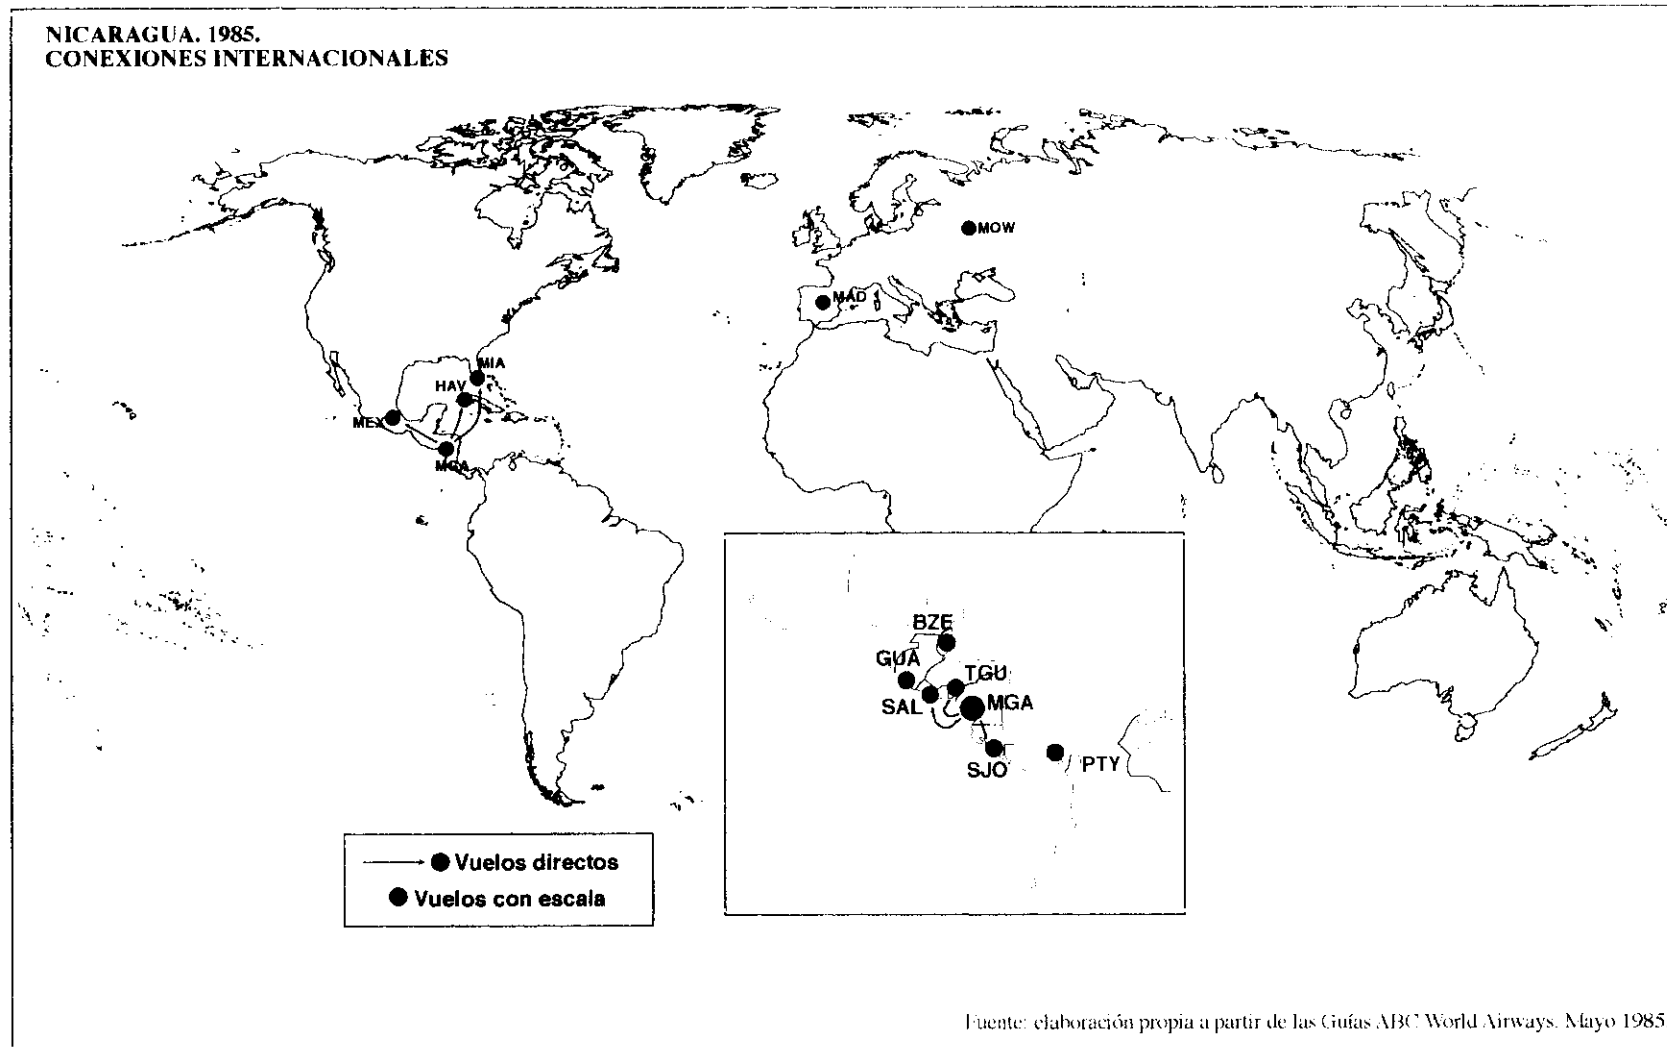 NICARAGUA. 1985.
CONEXIONES INTERNACIONALES
MOW
MAD
MIA
HAV
MEX
MGA
BZE
GUA
TGU
SAL
MGA
SJO
PTY
Vuelos directos
Vuelos con escala
Fuente: elaboración propia a partir de las Guías ABC World Airways. Mayo 1985